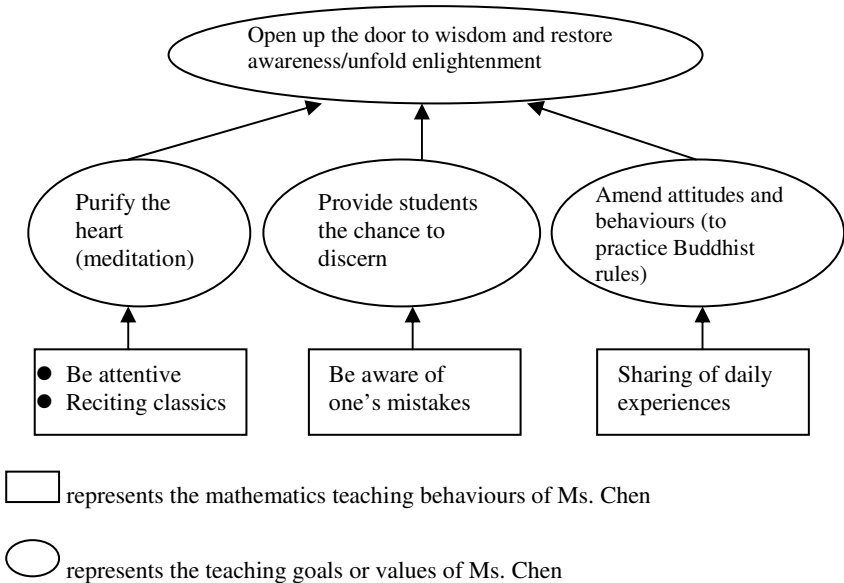 Open up the door to wisdom and restore
awareness/unfold enlightenment
Purify the
heart
(meditation)
Provide students
the chance to
discern
Amend attitudes and
behaviours (to
practice Buddhist
rules)
● Be attentive
● Reciting classics
Be aware of
one’s mistakes
Sharing of daily
experiences
represents the mathematics teaching behaviours of Ms. Chen
represents the teaching goals or values of Ms. Chen